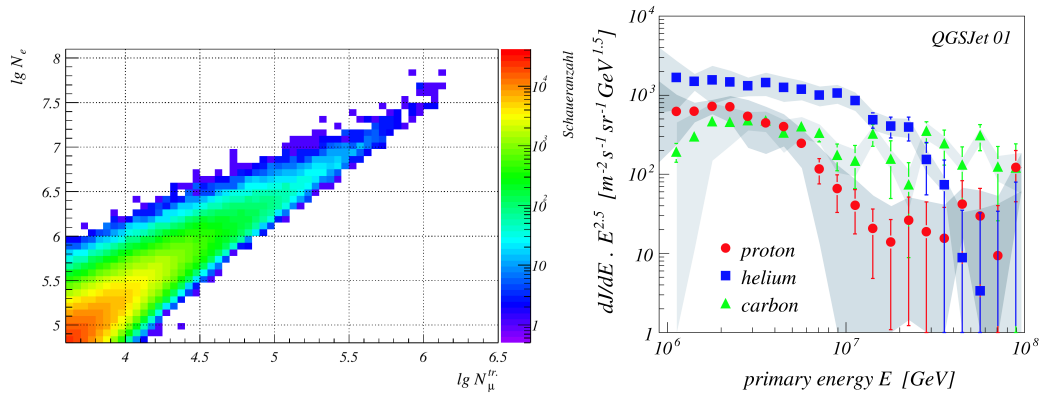 lg N_e
8
7.5
7
6.5
6
5.5
5
4
4.5
5
5.5
6
6.5
lg N_μ^tr.
Schaueranzahl
10^4
10^3
10^2
10
1
QGSJet 01
dJ/dE . E^2.5 [m^-2 s^-1 sr^-1 GeV^1.5]
10^4
10^3
10^2
10
1
proton
helium
carbon
10^6
10^7
10^8
primary energy E [GeV]